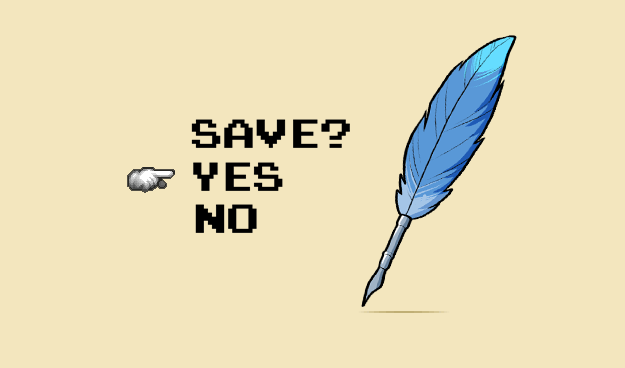 SAVE?
YES
NO